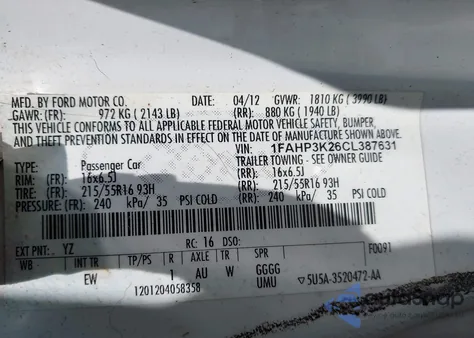 MFD. BY FORD MOTOR CO. DATE: 04/12 GVWR: 1810 KG ( 3990 LB)
GAWR: (FR): 972 KG ( 2143 LB) (RR): 880 KG ( 1940 LB)
THIS VEHICLE CONFORMS TO ALL APPLICABLE FEDERAL MOTOR VEHICLE SAFETY, BUMPER,
AND THEFT PREVENTION STANDARDS IN EFFECT ON THE DATE OF MANUFACTURE SHOWN ABOVE.
VIN: 1FAHP3K26CL387631
TYPE: Passenger Car TIRE INFORMATION -- SEE OWNER GUIDE
RIM: (FR) 16x6.5J (RR): 16x6.5J
TIRE: (FR) 215/55R16 93H (RR): 215/55R16 93H
PRESSURE: (FR) 240 kPa/ 35 PSI COLD (RR): 240 kPa/ 35 PSI COLD
EXT PNT: . YZ RC: 16 DSO: F0091
WB INT TR TP/PS R AXLE TR SPR
EW 1 AU W GGGG
UMU ▽5U5A-3520472-AA
1201204058358
autosnap